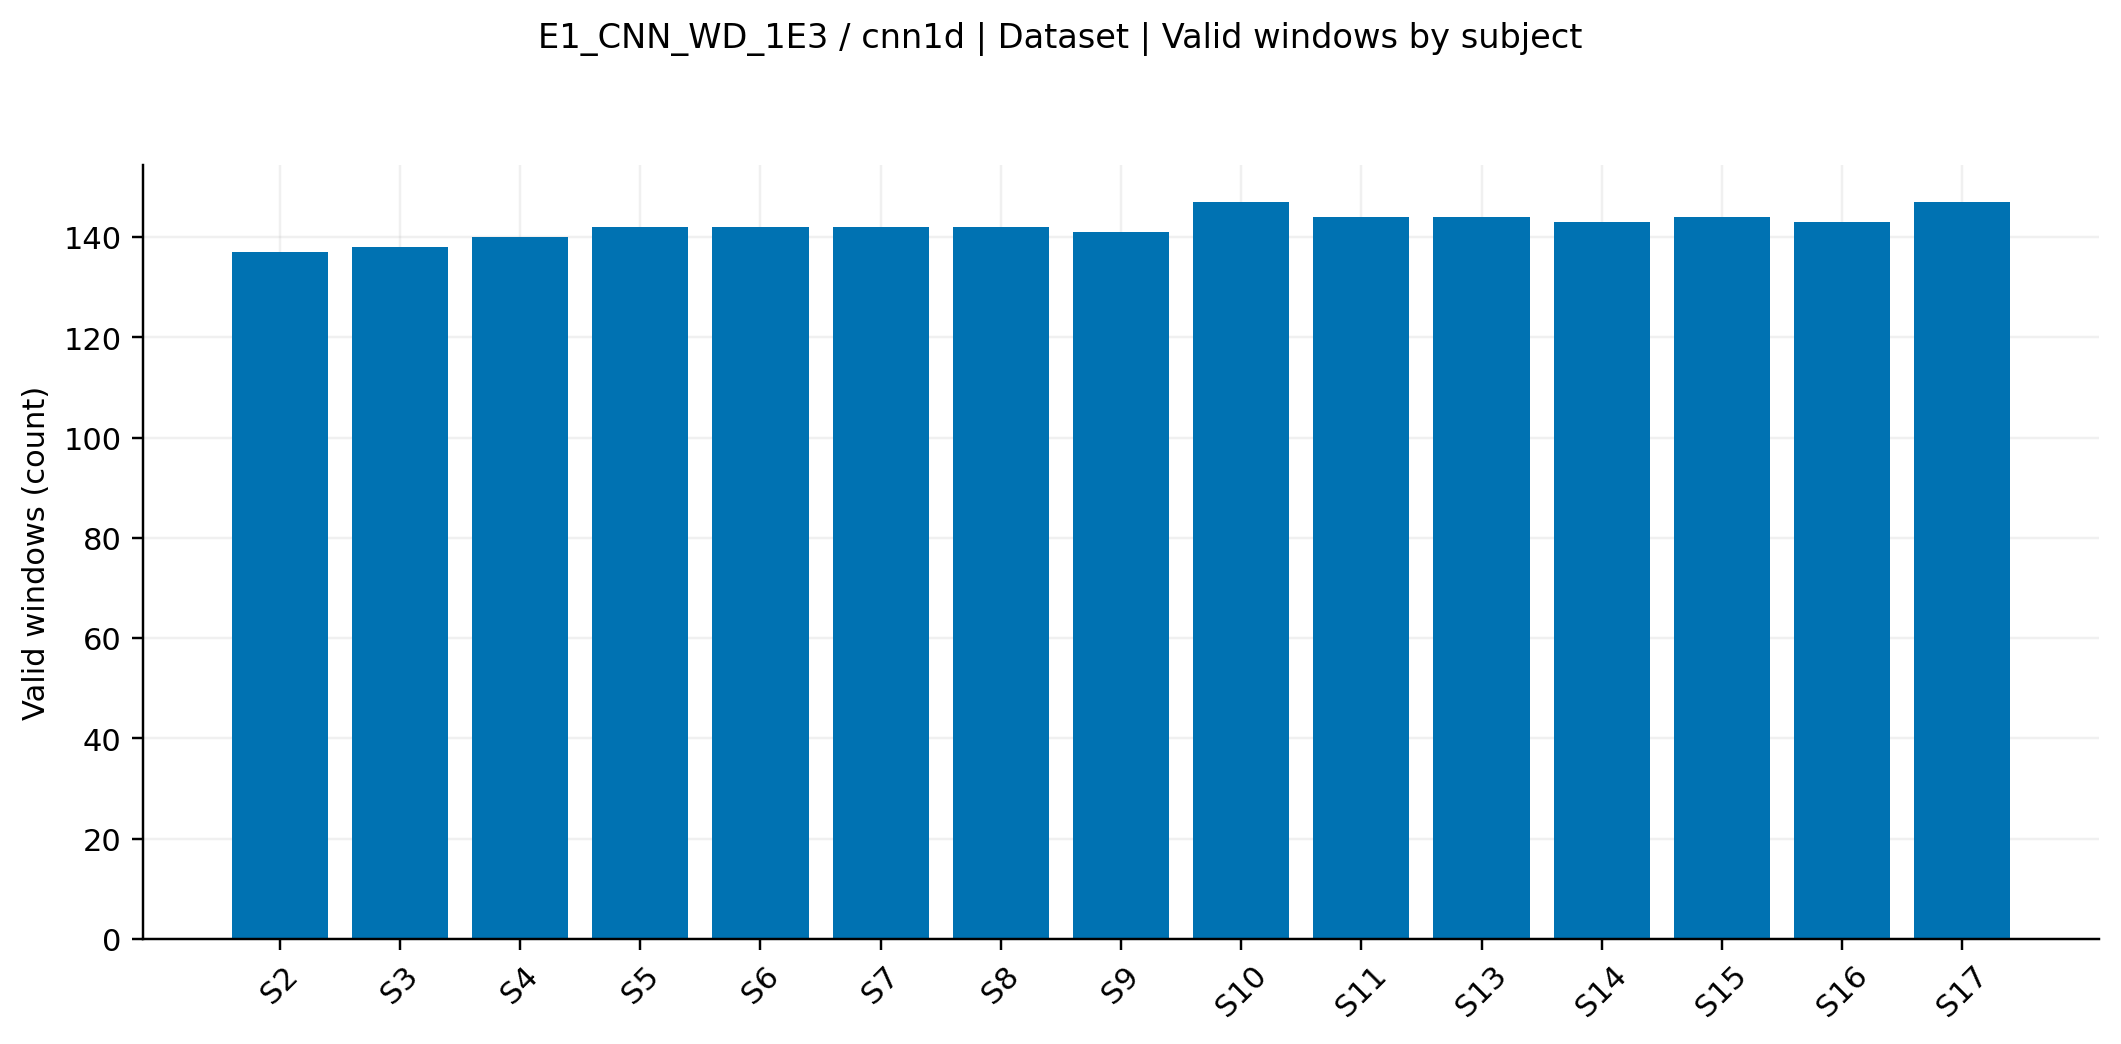 E1_CNN_WD_1E3 / cnn1d | Dataset | Valid windows by subject
Valid windows (count)
140
120
100
80
60
40
20
0
S2
S3
S4
S5
S6
S7
S8
S9
S10
S11
S13
S14
S15
S16
S17